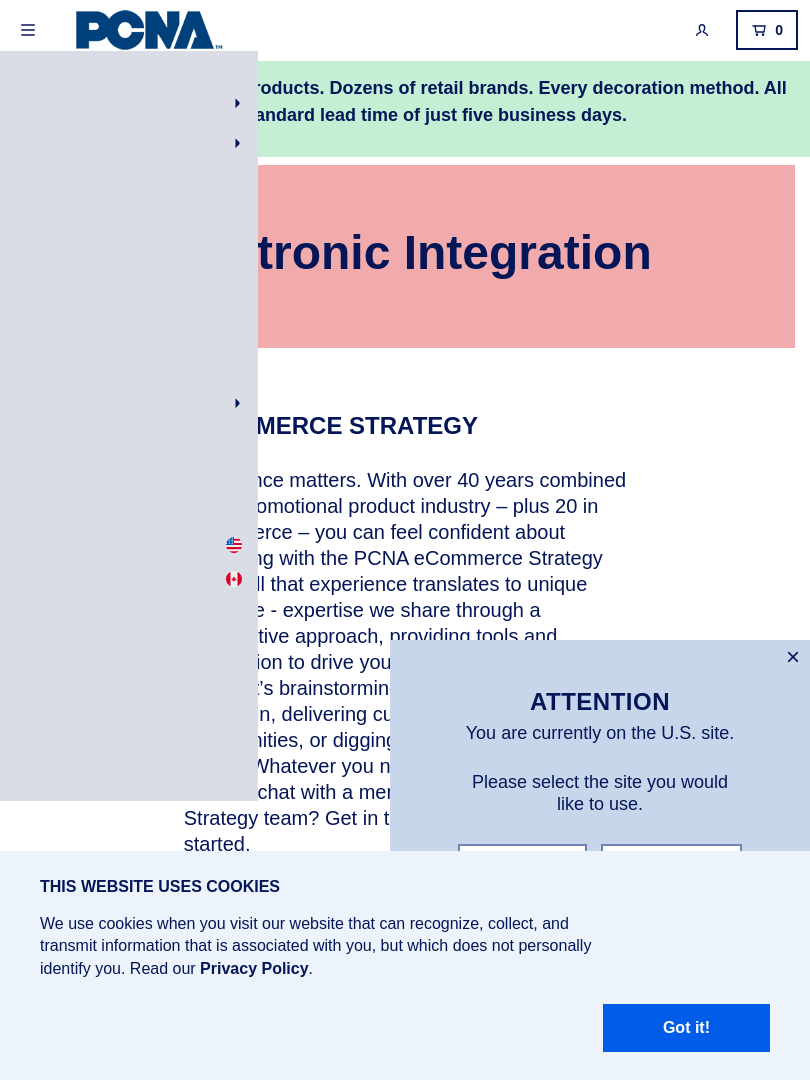 PCNA™
0
roducts. Dozens of retail brands. Every decoration method. All
andard lead time of just five business days.
tronic Integration
MERCE STRATEGY
nce matters. With over 40 years combined
omotional product industry – plus 20 in
erce – you can feel confident about
ng with the PCNA eCommerce Strategy
ll that experience translates to unique
e - expertise we share through a
tive approach, providing tools and
ion to drive you
t’s brainstormin
n, delivering cu
nities, or digging
Whatever you n
chat with a mer
Strategy team? Get in t
started.
×
ATTENTION
You are currently on the U.S. site.
Please select the site you would
like to use.
THIS WEBSITE USES COOKIES
We use cookies when you visit our website that can recognize, collect, and
transmit information that is associated with you, but which does not personally
identify you. Read our Privacy Policy.
Got it!